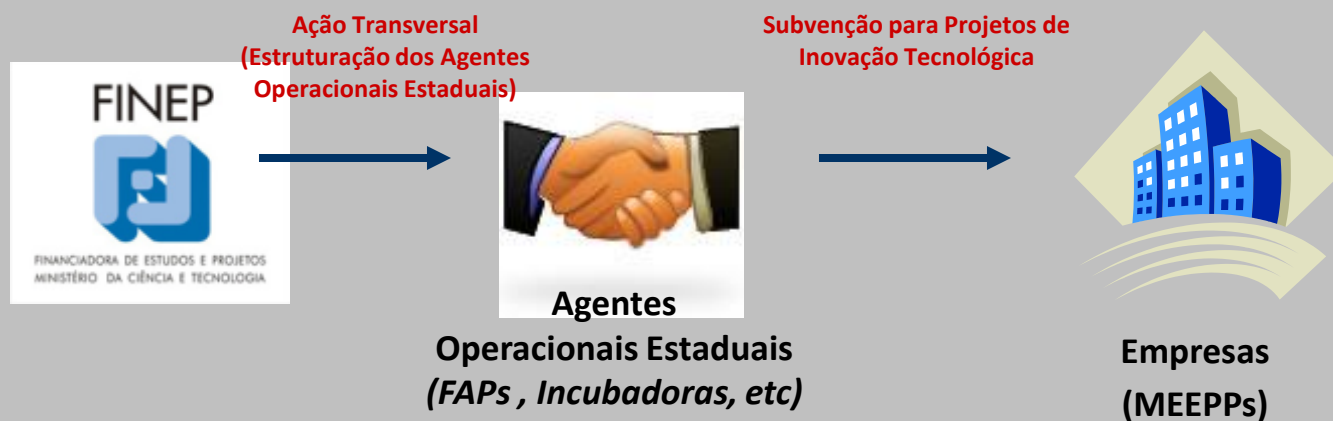 Ação Transversal
(Estruturação dos Agentes
Operacionais Estaduais)
Subvenção para Projetos de
Inovação Tecnológica
FINEP
FINANCIADORA DE ESTUDOS E PROJETOS
MINISTÉRIO DA CIÊNCIA E TECNOLOGIA
Agentes
Operacionais Estaduais
(FAPs , Incubadoras, etc)
Empresas
(MEEPPs)